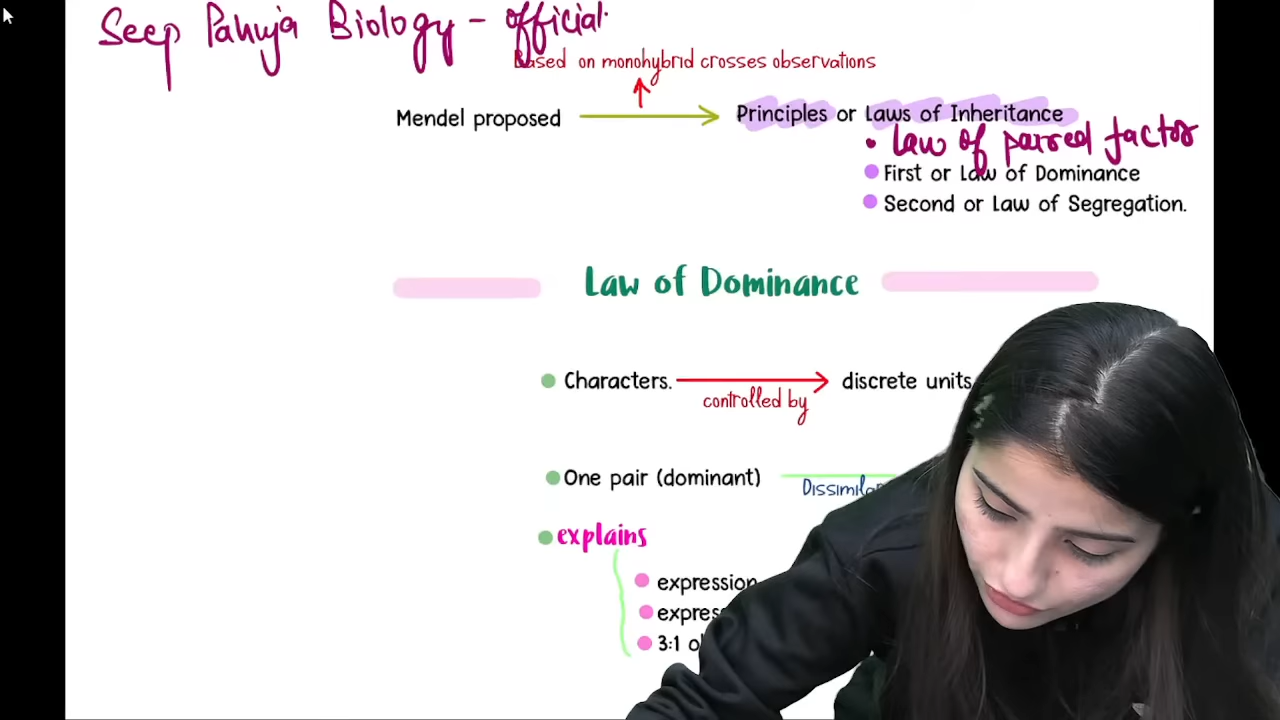 Seep Pahuja Biology - official
Based on monohybrid crosses observations
Mendel proposed
Principles or Laws of Inheritance
• Law of paired factor
First or Law of Dominance
Second or Law of Segregation.
Law of Dominance
Characters.
controlled by
discrete units
One pair (dominant)
Dissimilar
explains
expression
3:1